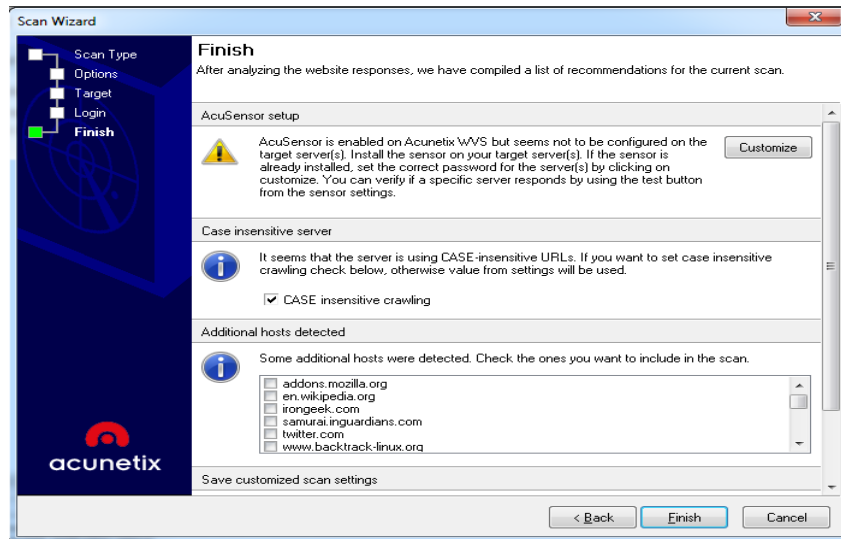 Scan Wizard
Scan Type
Options
Target
Login
Finish
acunetix
Finish
After analyzing the website responses, we have compiled a list of recommendations for the current scan.
AcuSensor setup
AcuSensor is enabled on Acunetix WVS but seems not to be configured on the
target server(s). Install the sensor on your target server(s). If the sensor is
already installed, set the correct password for the server(s) by clicking on
customize. You can verify if a specific server responds by using the test button
from the sensor settings.
Customize
Case insensitive server
It seems that the server is using CASE-insensitive URLs. If you want to set case insensitive
crawling check below, otherwise value from settings will be used.
CASE insensitive crawling
Additional hosts detected
Some additional hosts were detected. Check the ones you want to include in the scan.
addons.mozilla.org
en.wikipedia.org
irongeek.com
samurai.inguardians.com
twitter.com
www.backtrack-linux.org
Save customized scan settings
< Back
Finish
Cancel